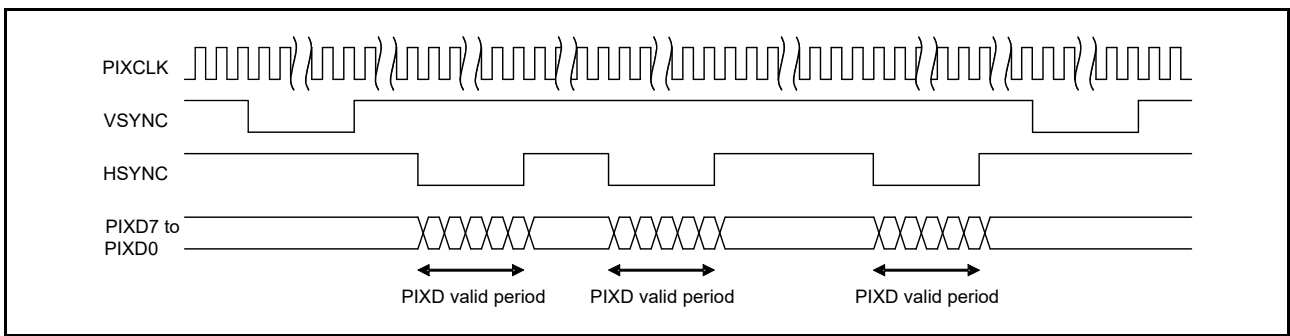 PIXCLK
VSYNC
HSYNC
PIXD7 to
PIXD0
PIXD valid period
PIXD valid period
PIXD valid period